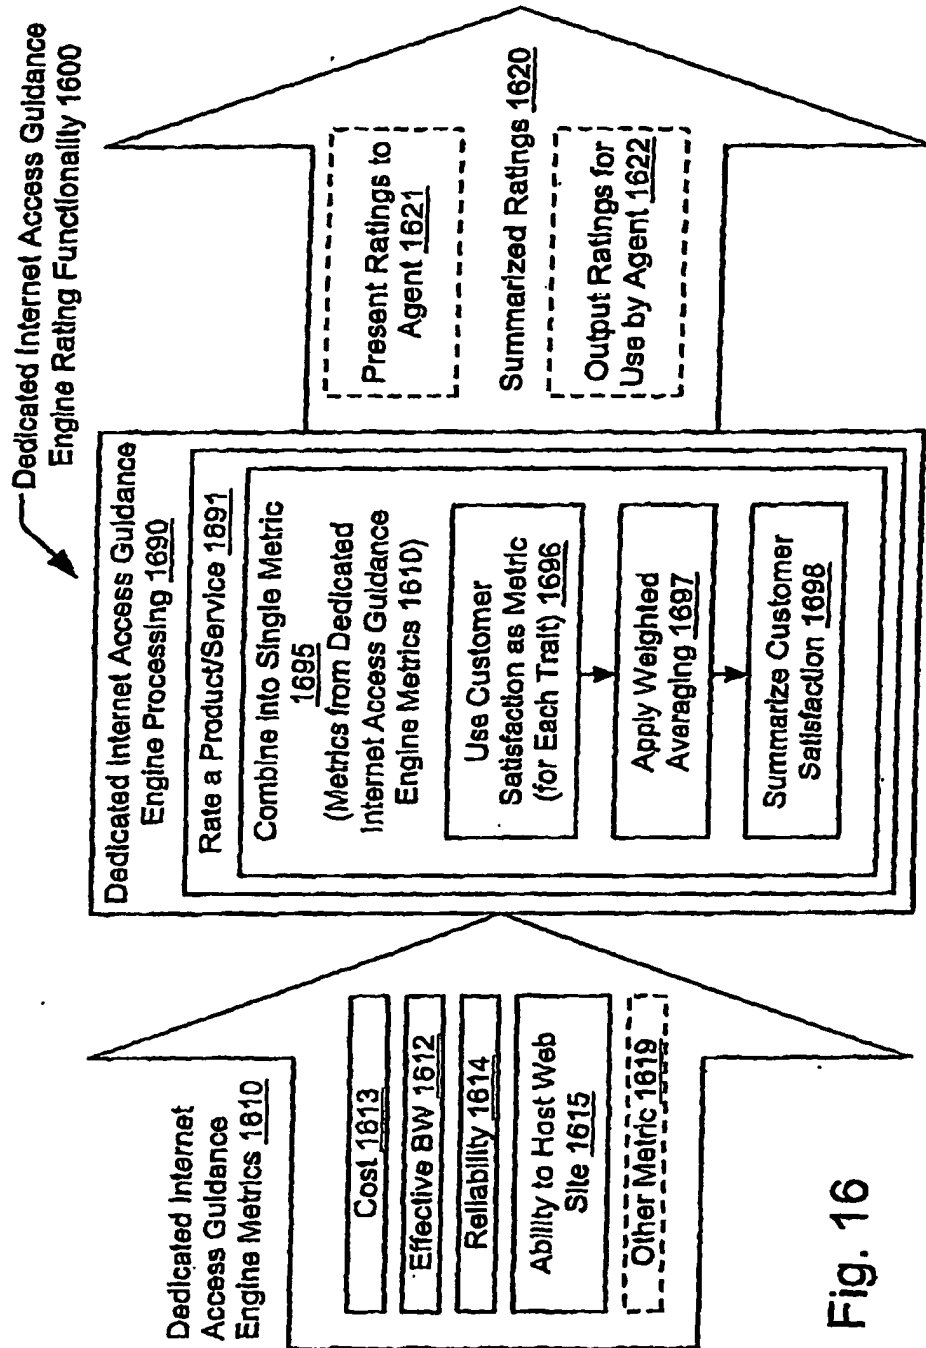 Dedicated Internet Access Guidance
Engine Rating Functionality 1600
Dedicated Internet
Access Guidance
Engine Metrics 1610
Cost 1613
Effective BW 1612
Reliability 1614
Ability to Host Web
Site 1615
Other Metric 1619
Dedicated Internet Access Guidance
Engine Processing 1690
Rate a Product/Service 1691
Combine into Single Metric
1695
(Metrics from Dedicated
Internet Access Guidance
Engine Metrics 1610)
Use Customer
Satisfaction as Metric
(for Each Trait) 1696
Apply Weighted
Averaging 1697
Summarize Customer
Satisfaction 1698
Present Ratings to
Agent 1621
Summarized Ratings 1620
Output Ratings for
Use by Agent 1622
Fig. 16